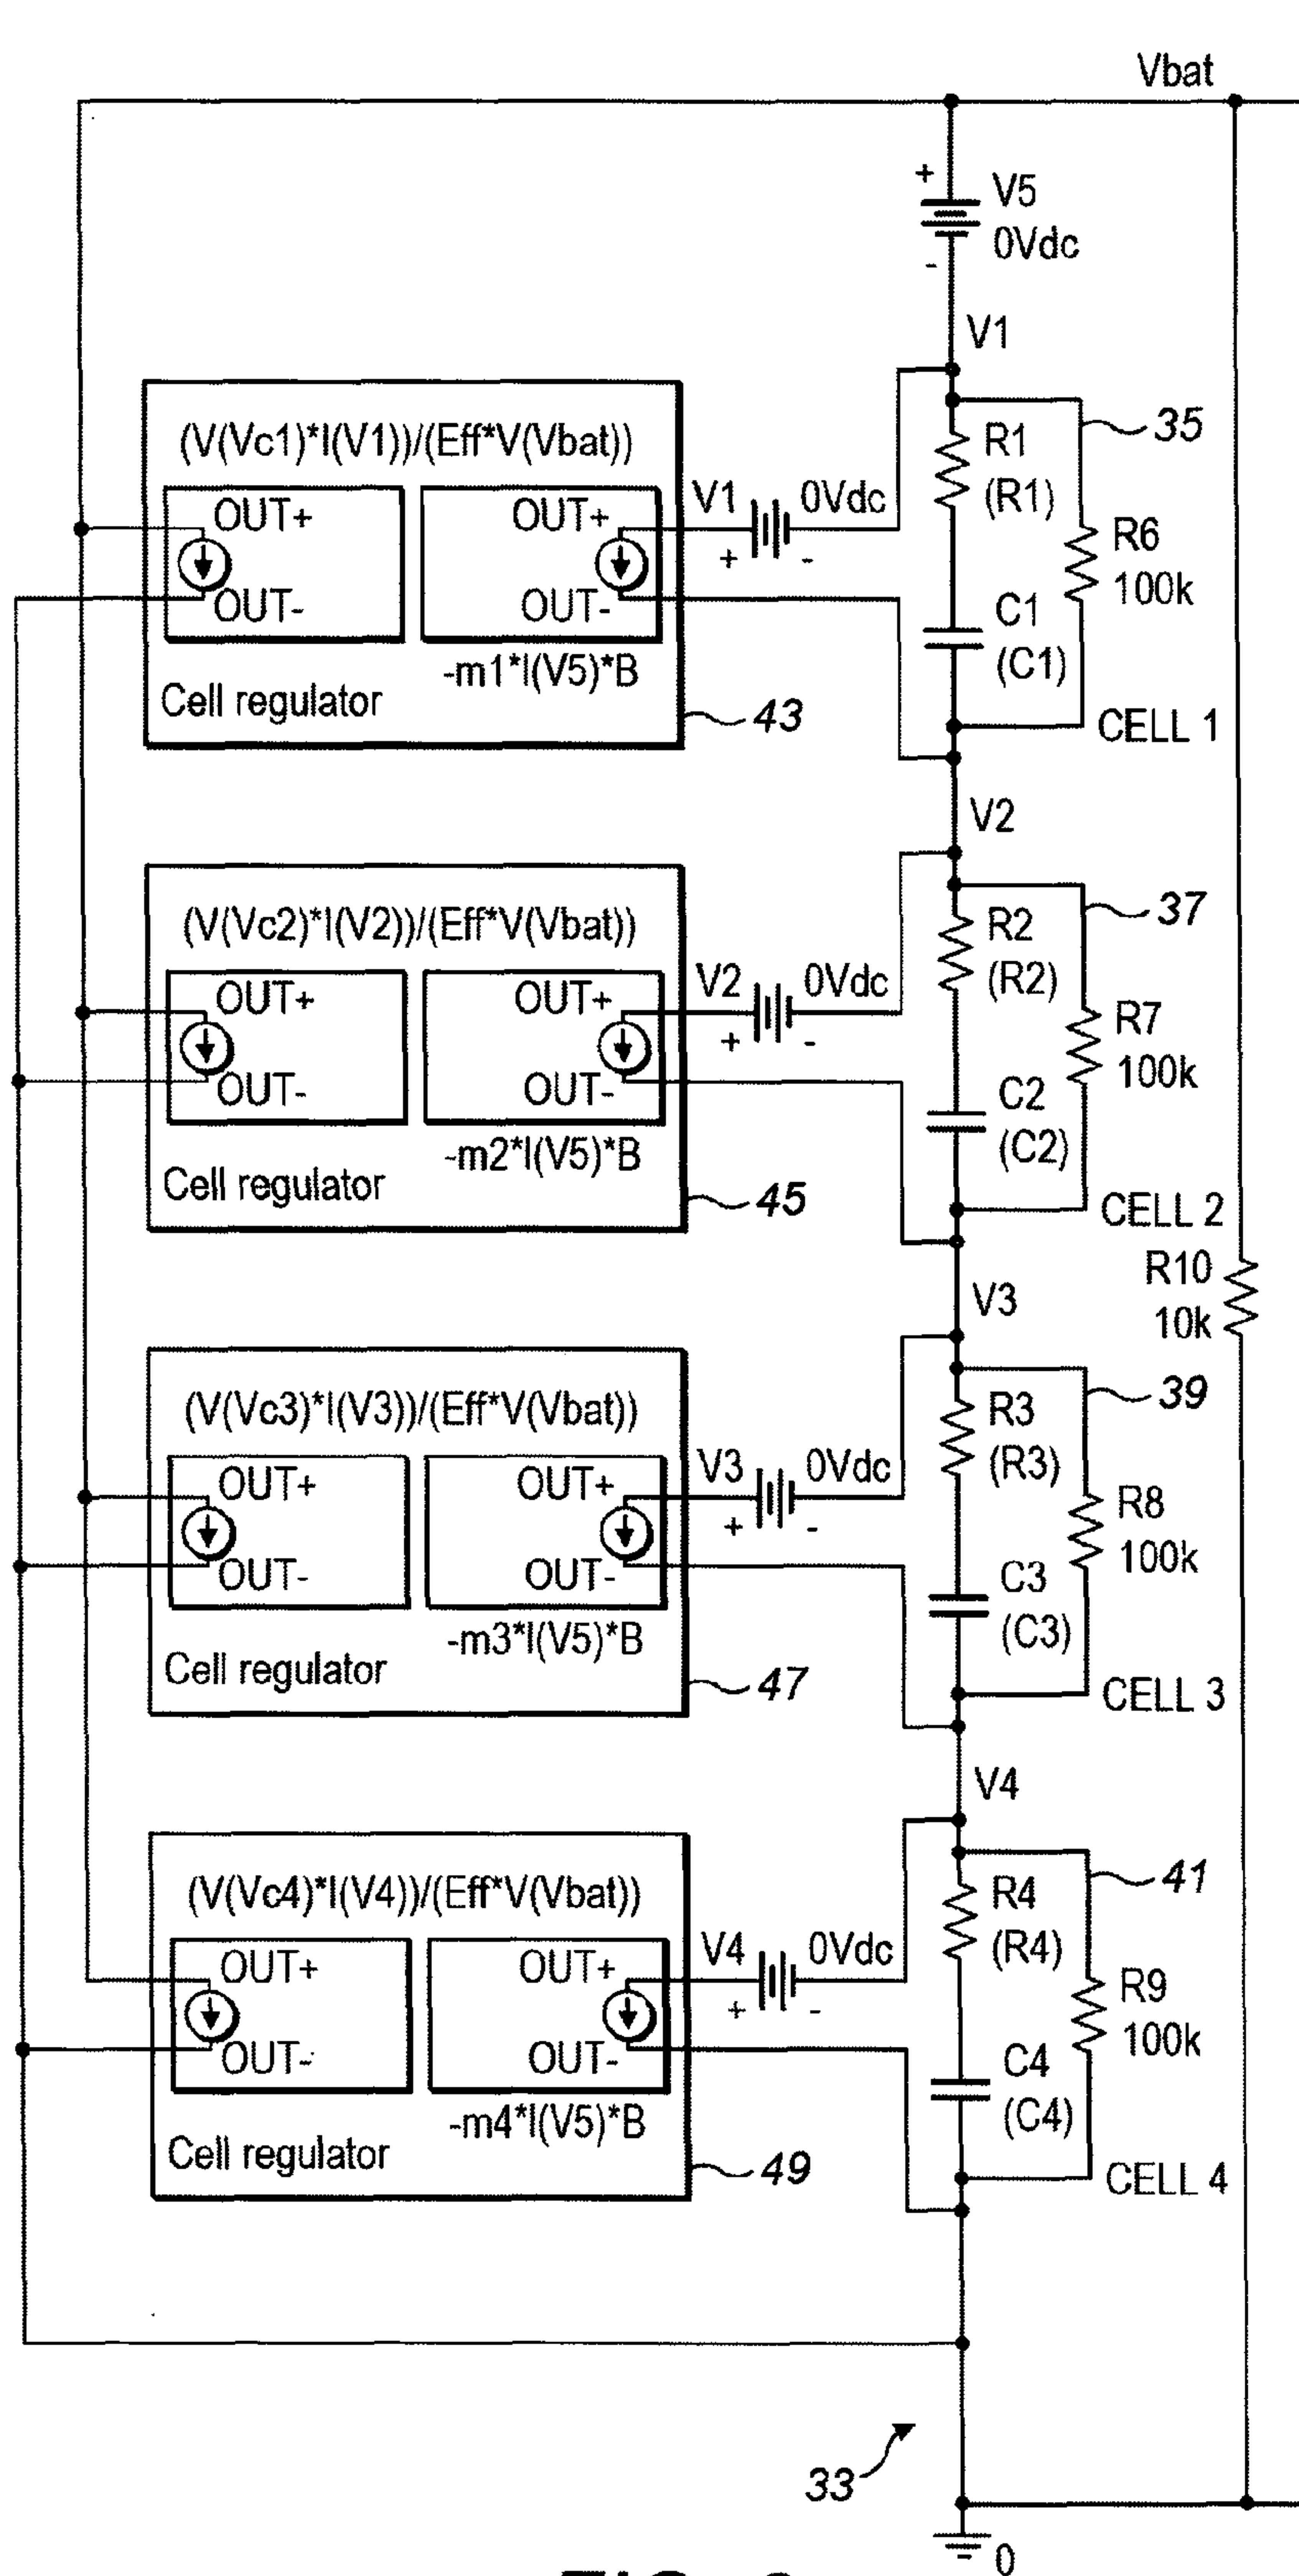 Vbat
+
V5
0Vdc
-
V1
(V(Vc1)*I(V1))/(Eff*V(Vbat))
OUT+
OUT-
OUT+
OUT-
-m1*I(V5)*B
Cell regulator
43
V1
0Vdc
+
-
R1
(R1)
35
R6
100k
C1
(C1)
CELL 1
V2
(V(Vc2)*I(V2))/(Eff*V(Vbat))
OUT+
OUT-
OUT+
OUT-
-m2*I(V5)*B
Cell regulator
45
V2
0Vdc
+
-
R2
(R2)
37
R7
100k
C2
(C2)
CELL 2
R10
10k
V3
(V(Vc3)*I(V3))/(Eff*V(Vbat))
OUT+
OUT-
OUT+
OUT-
-m3*I(V5)*B
Cell regulator
47
V3
0Vdc
+
-
R3
(R3)
39
R8
100k
C3
(C3)
CELL 3
V4
(V(Vc4)*I(V4))/(Eff*V(Vbat))
OUT+
OUT-
OUT+
OUT-
-m4*I(V5)*B
Cell regulator
49
V4
0Vdc
+
-
R4
(R4)
41
R9
100k
C4
(C4)
CELL 4
33
0